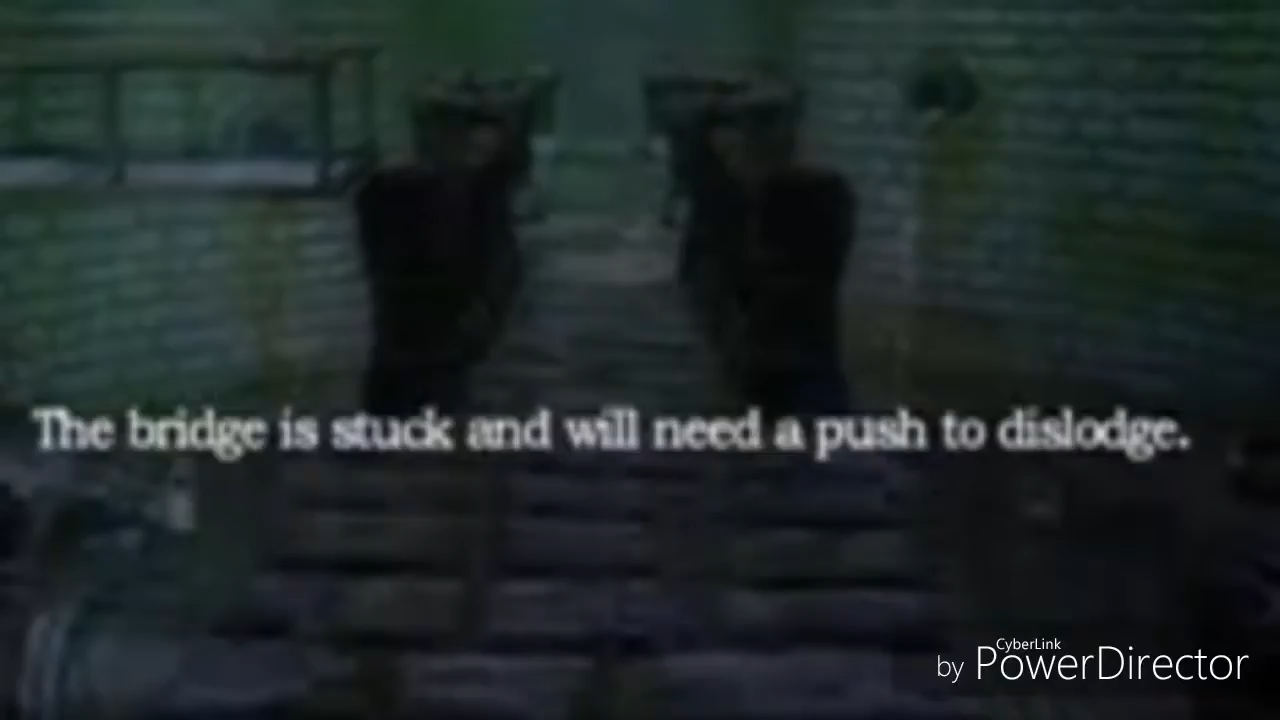 The bridge is stuck and will need a push to dislodge.
CyberLink
by PowerDirector